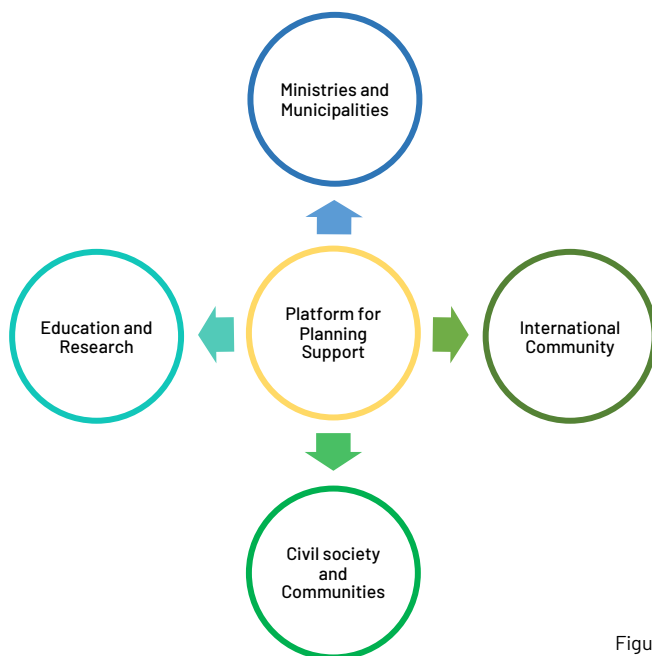 Ministries and
Municipalities
Education and
Research
Platform for
Planning
Support
International
Community
Civil society
and
Communities
Figu